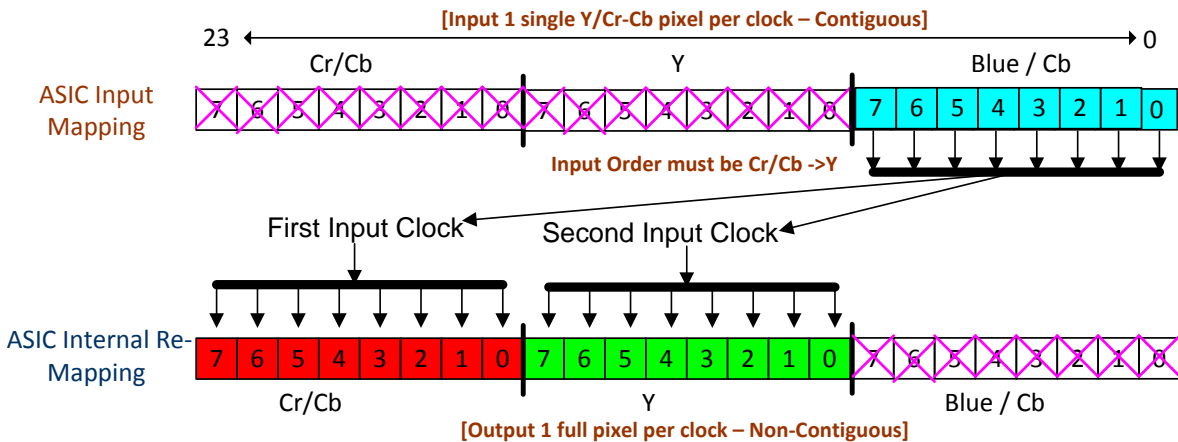 [Input 1 single Y/Cr-Cb pixel per clock – Contiguous]
23 0
Cr/Cb Y Blue / Cb
ASIC Input
Mapping
7 6 5 4 3 2 1 0 7 6 5 4 3 2 1 0 7 6 5 4 3 2 1 0
Input Order must be Cr/Cb ->Y
First Input Clock Second Input Clock
ASIC Internal Re-
Mapping
7 6 5 4 3 2 1 0 7 6 5 4 3 2 1 0 7 6 5 4 3 2 1 0
Cr/Cb Y Blue / Cb
[Output 1 full pixel per clock – Non-Contiguous]